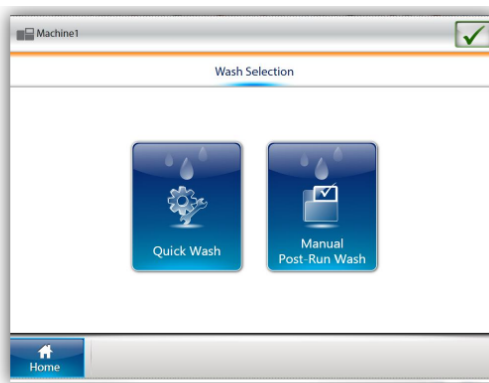 Machine1
Wash Selection
Quick Wash
Manual
Post-Run Wash
Home